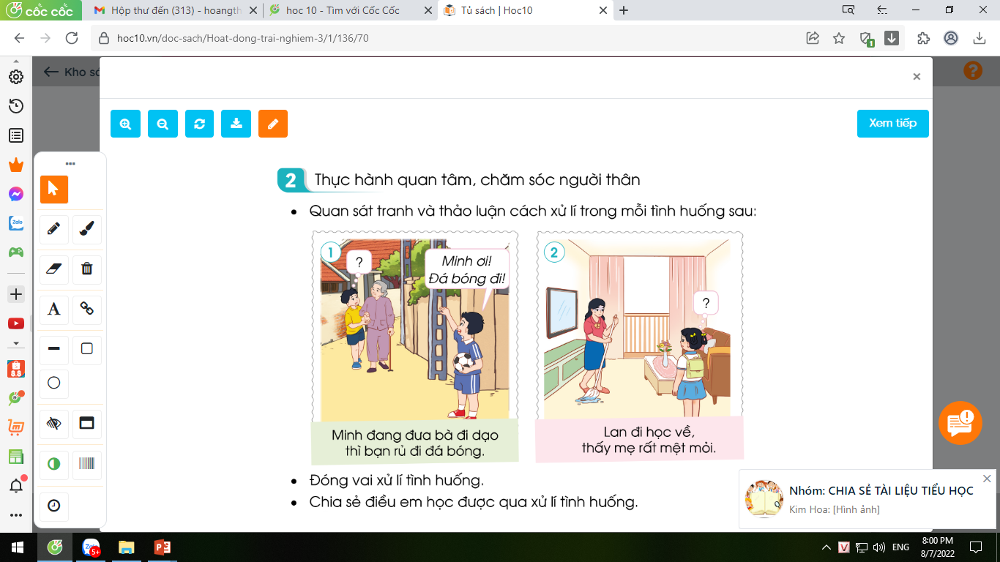 cốc cốc
Hộp thư đến (313) - hoangth
hoc 10 - Tìm với Cốc Cốc
Tủ sách | Hoc10
hoc10.vn/doc-sach/Hoat-dong-trai-nghiem-3/1/136/70
1
Kho sá
?
Xem tiếp
Zalo
8.8
A
2 Thực hành quan tâm, chăm sóc người thân
• Quan sát tranh và thảo luận cách xử lí trong mỗi tình huống sau:
1
?
Minh ơi!
Đá bóng đi!
Minh đang đưa bà đi dạo
thì bạn rủ đi đá bóng.
2
?
Lan đi học về,
thấy mẹ rất mệt mỏi.
• Đóng vai xử lí tình huống.
• Chia sẻ điều em học được qua xử lí tình huống.
Nhóm: CHIA SẺ TÀI LIỆU TIỂU HỌC
Kim Hoa: [Hình ảnh]
Zalo
5+
V
ENG
8:00 PM
8/7/2022